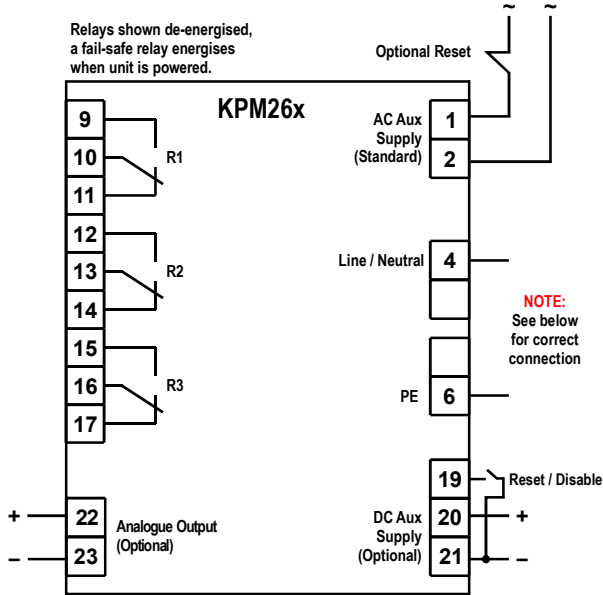 ~ ~
Relays shown de-energised,
a fail-safe relay energises
when unit is powered.
Optional Reset
KPM26x
9
10
11
R1
12
13
14
R2
15
16
17
R3
+ 22
- 23
Analogue Output
(Optional)
AC Aux
Supply
(Standard)
1
2
Line / Neutral 4
NOTE:
See below
for correct
connection
PE 6
19 Reset / Disable
DC Aux
Supply
(Optional)
20 +
21 -